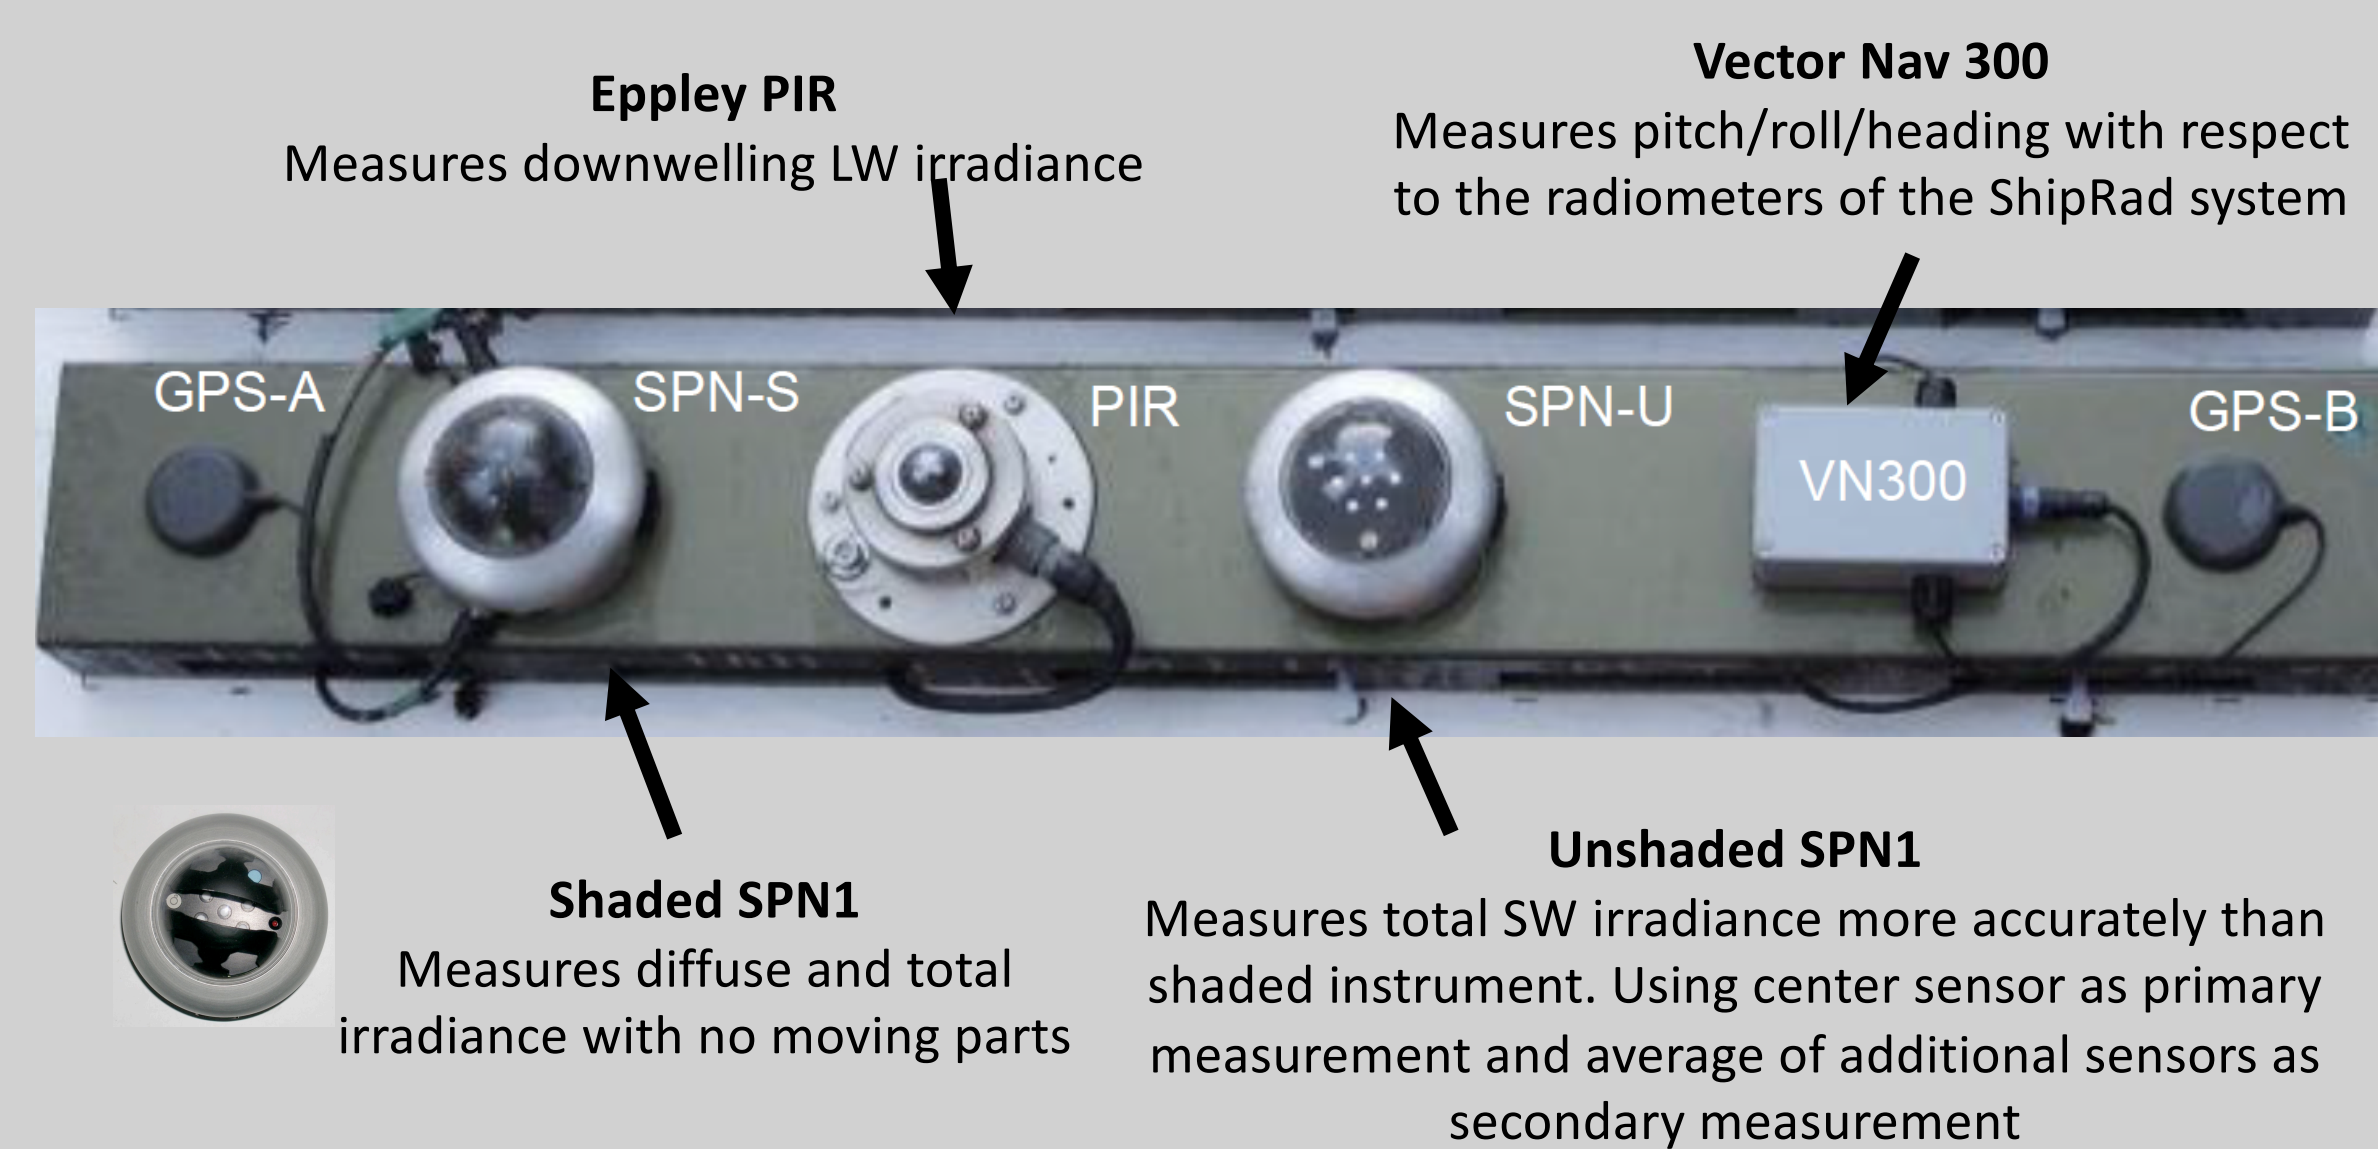 Eppley PIR
Measures downwelling LW irradiance
Vector Nav 300
Measures pitch/roll/heading with respect
to the radiometers of the ShipRad system
GPS-A
SPN-S
PIR
SPN-U
VN300
GPS-B
Shaded SPN1
Measures diffuse and total
irradiance with no moving parts
Unshaded SPN1
Measures total SW irradiance more accurately than
shaded instrument. Using center sensor as primary
measurement and average of additional sensors as
secondary measurement